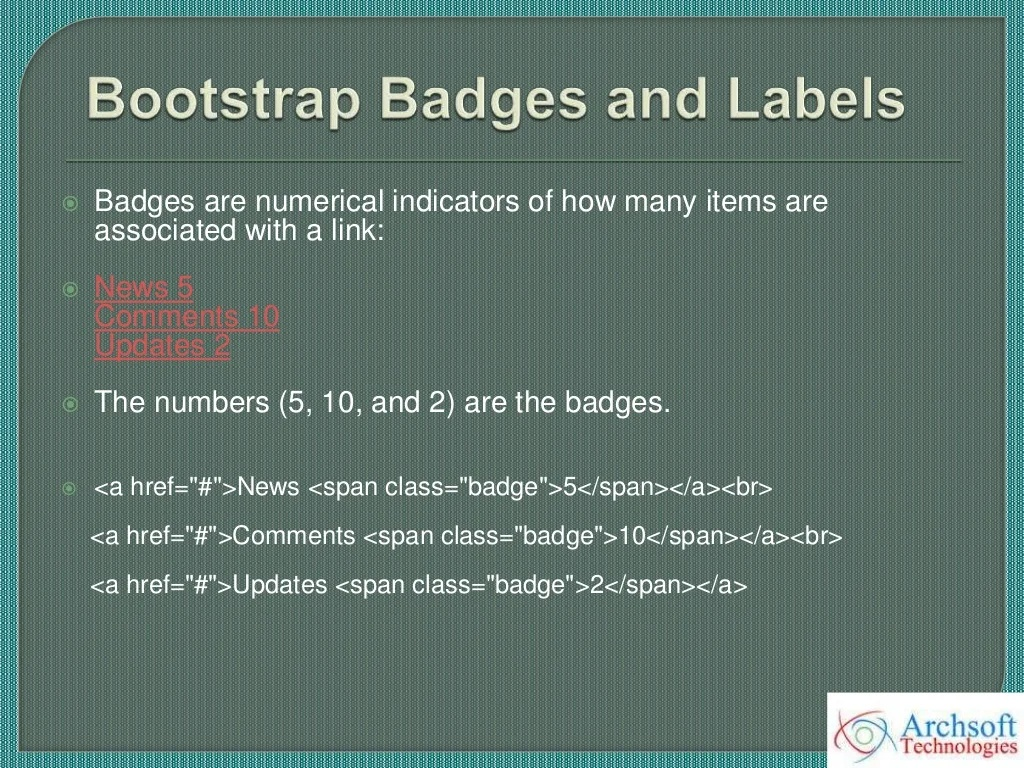 Bootstrap Badges and Labels
Badges are numerical indicators of how many items are
associated with a link:
News 5
Comments 10
Updates 2
The numbers (5, 10, and 2) are the badges.
<a href="#">News <span class="badge">5</span></a><br>
<a href="#">Comments <span class="badge">10</span></a><br>
<a href="#">Updates <span class="badge">2</span></a>
Archsoft
Technologies